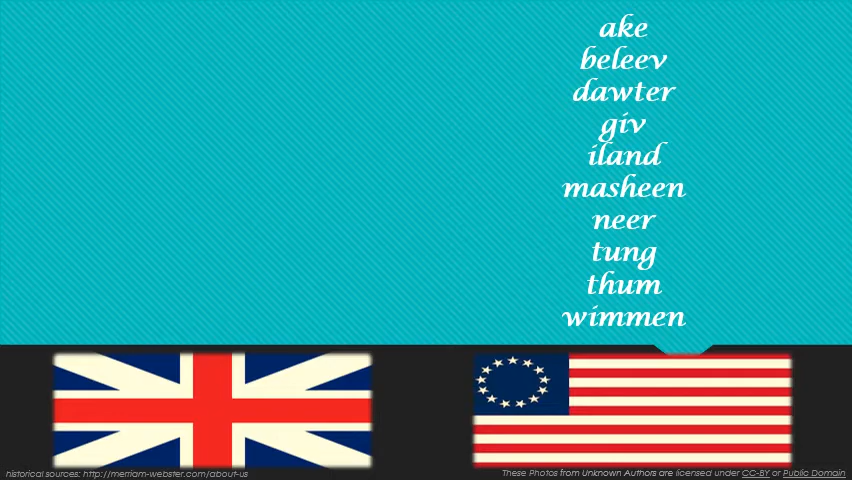 ake
beleev
dawter
giv
iland
masheen
neer
tung
thum
wimmen
historical sources: http://merriam-webster.com/about-us
These Photos from Unknown Authors are licensed under CC-BY or Public Domain